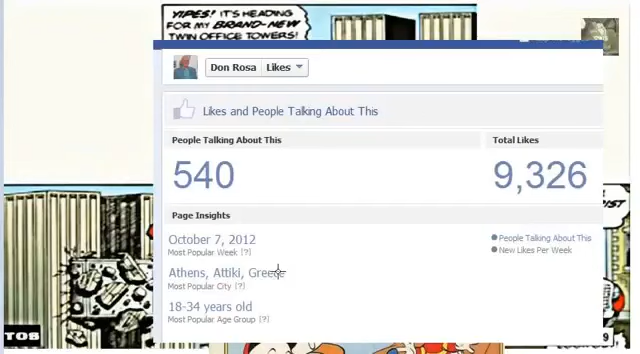 YIPES! IT'S HEADING
FOR MY BRAND-NEW
TWIN OFFICE TOWERS!
Don Rosa Likes
Likes and People Talking About This
People Talking About This
Total Likes
540
9,326
Page Insights
October 7, 2012
Most Popular Week [?]
People Talking About This
New Likes Per Week
Athens, Attiki, Greece
Most Popular City [?]
18-34 years old
Most Popular Age Group [?]